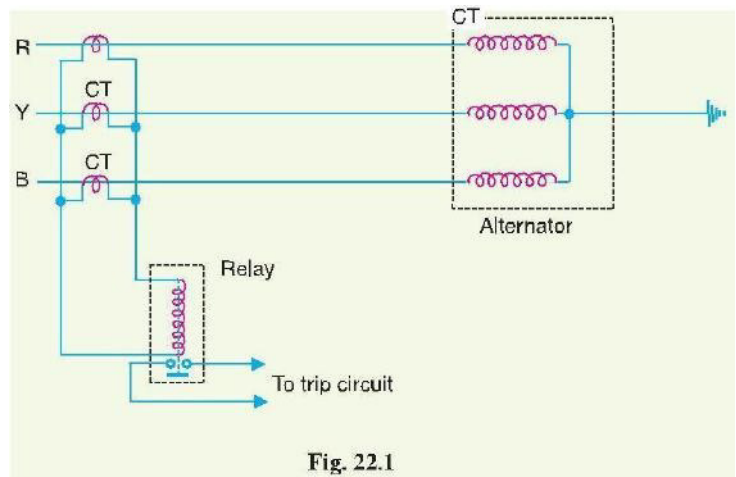 CT
R
CT
Y
CT
B
Alternator
Relay
To trip circuit
Fig. 22.1